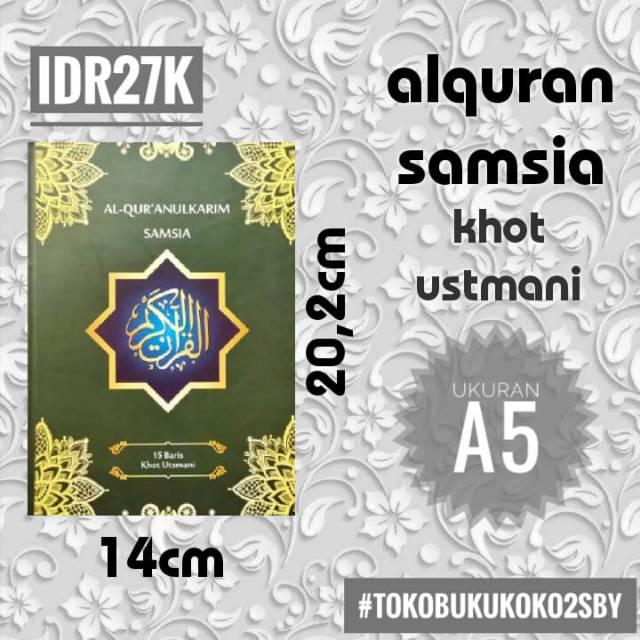 IDR27K
alquran
samsia
khot
ustmani
AL-QUR'ANULKARIM
SAMSIA
القرآن الكريم
15 Baris
Khot Utsmani
20,2cm
14cm
UKURAN
A5
#TOKOBUKUKOKO2SBY